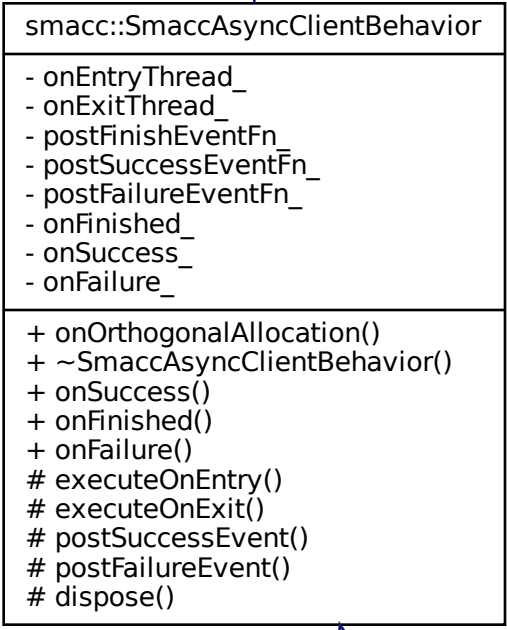 smacc::SmaccAsyncClientBehavior
- onEntryThread_
- onExitThread_
- postFinishEventFn_
- postSuccessEventFn_
- postFailureEventFn_
- onFinished_
- onSuccess_
- onFailure_
+ onOrthogonalAllocation()
+ ~SmaccAsyncClientBehavior()
+ onSuccess()
+ onFinished()
+ onFailure()
# executeOnEntry()
# executeOnExit()
# postSuccessEvent()
# postFailureEvent()
# dispose()